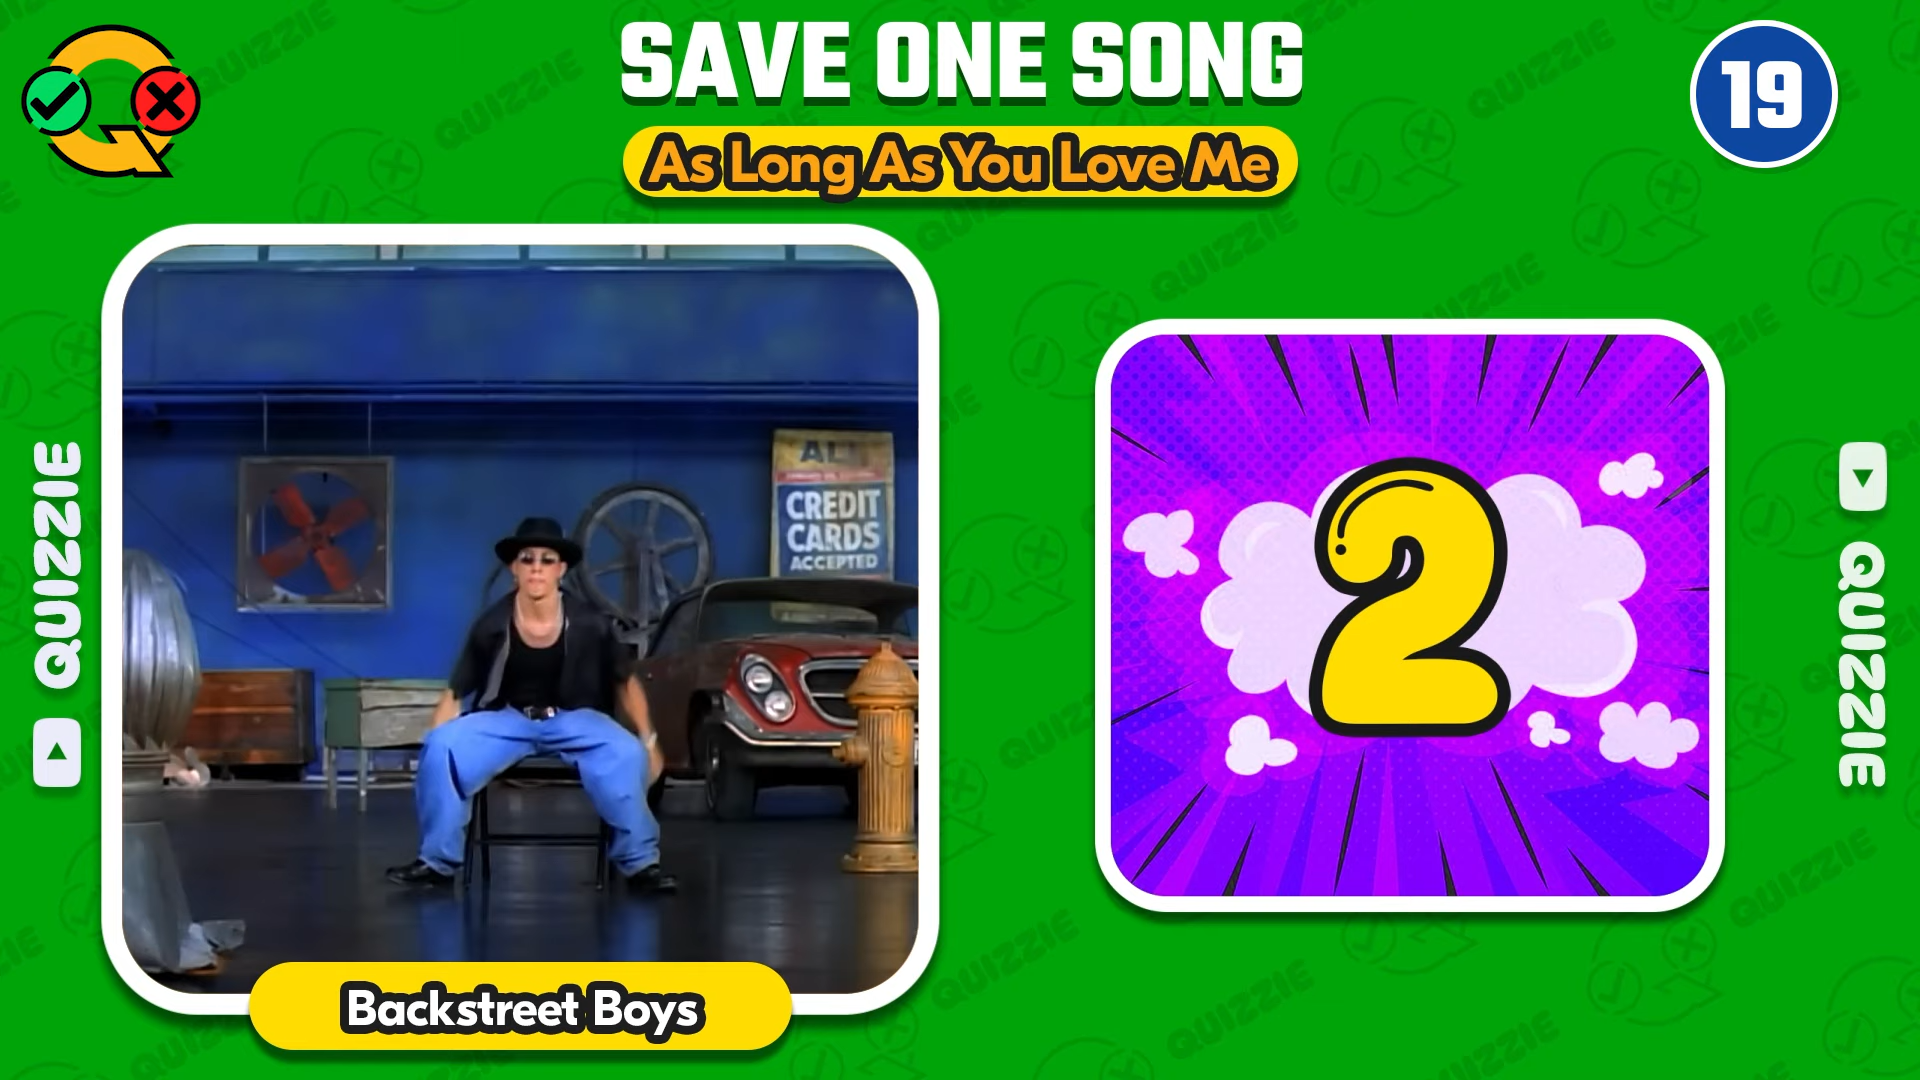 SAVE ONE SONG
19
As Long As You Love Me
ALL
CREDIT
CARDS
ACCEPTED
2
Backstreet Boys
QUIZZIE
QUIZZIE